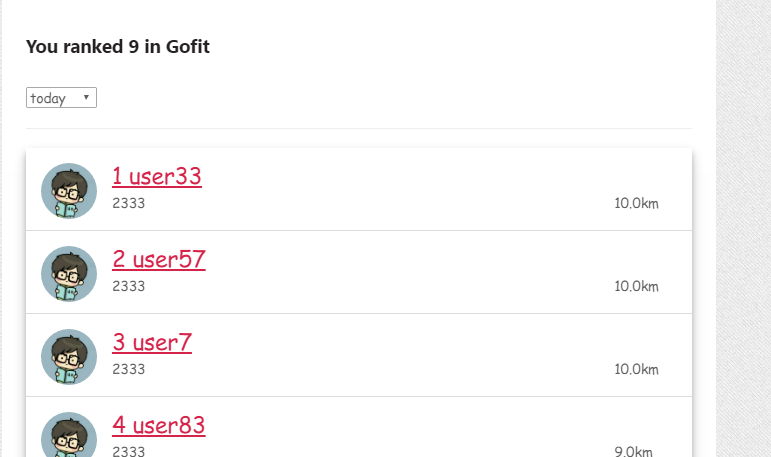 You ranked 9 in Gofit
today
1 user33
2333 10.0km
2 user57
2333 10.0km
3 user7
2333 10.0km
4 user83
2333 9.0km